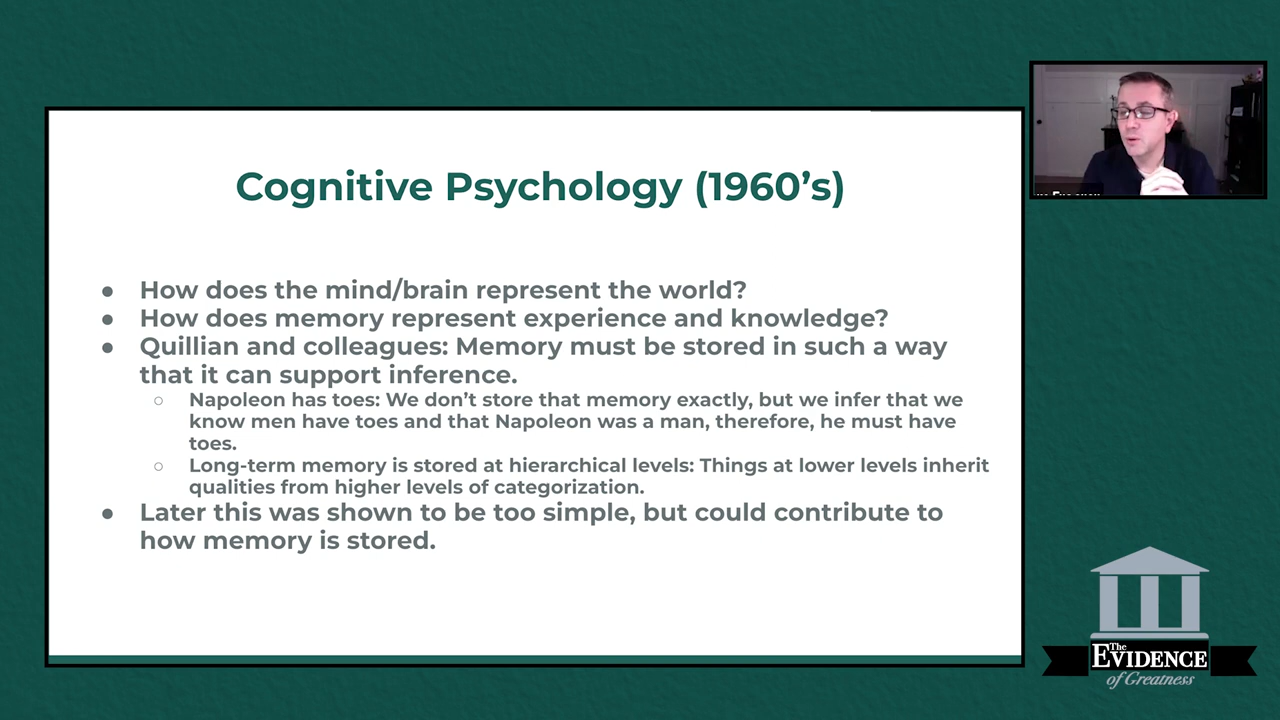 Cognitive Psychology (1960’s)
● How does the mind/brain represent the world?
● How does memory represent experience and knowledge?
● Quillian and colleagues: Memory must be stored in such a way
that it can support inference.
○ Napoleon has toes: We don’t store that memory exactly, but we infer that we
know men have toes and that Napoleon was a man, therefore, he must have
toes.
○ Long-term memory is stored at hierarchical levels: Things at lower levels inherit
qualities from higher levels of categorization.
● Later this was shown to be too simple, but could contribute to
how memory is stored.
The
EVIDENCE
of Greatness